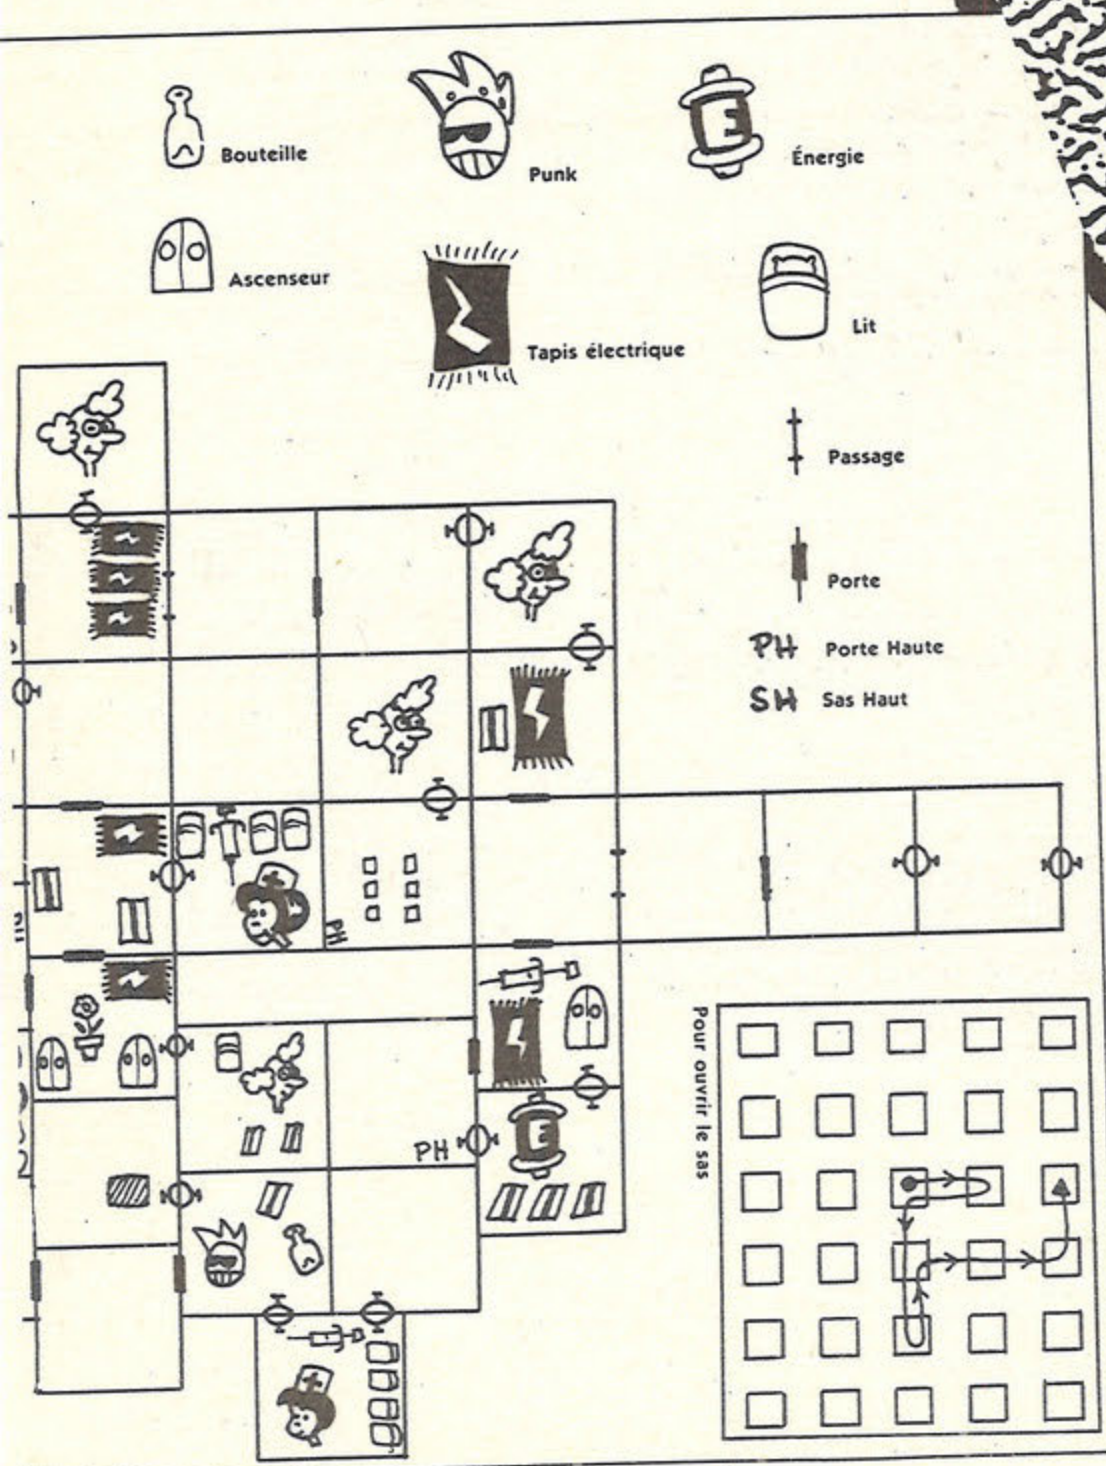 Bouteille
Punk
E
Énergie
Ascenseur
Tapis électrique
Lit
Passage
Porte
PH Porte Haute
SH Sas Haut
PH
Pour ouvrir le sas
PH
E